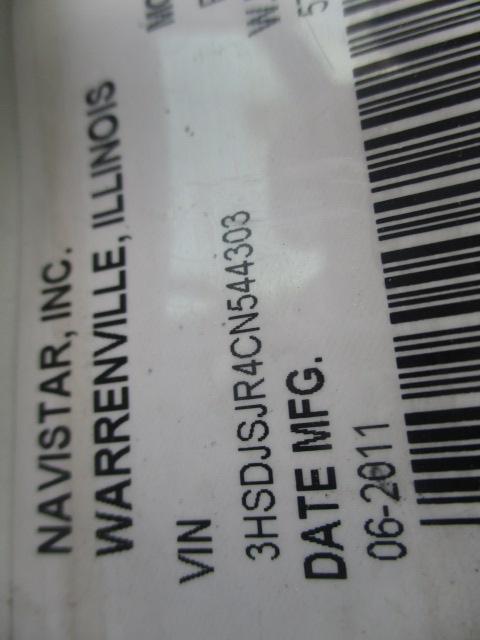 NAVISTAR, INC.
WARRENVILLE, ILLINOIS
VIN
3HSDJSJR4CN544303
DATE MFG.
06-2011